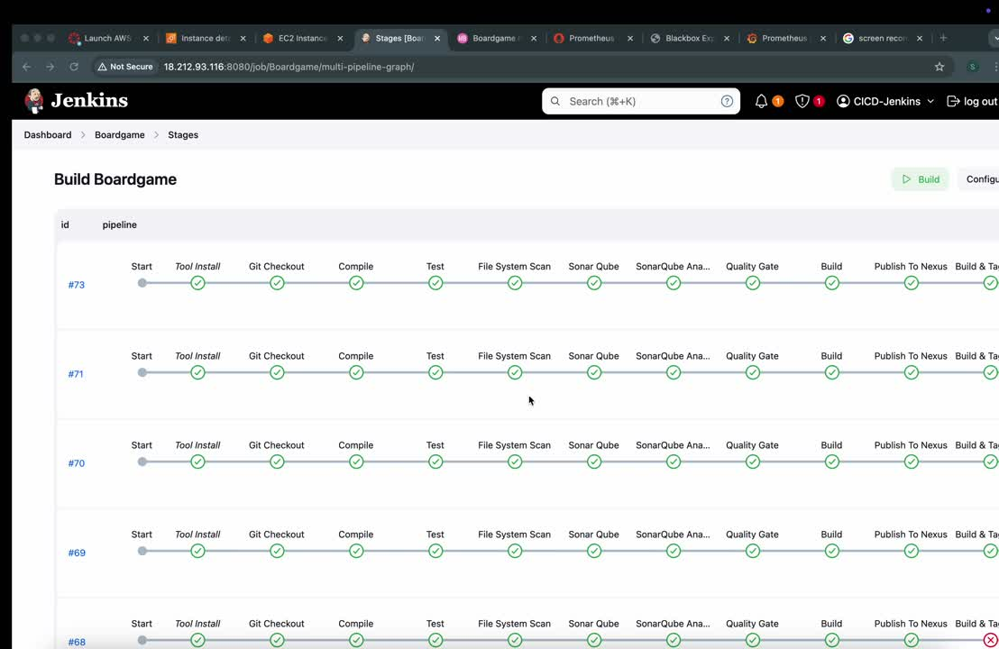 Launch AWS
Instance det
EC2 Instance
Stages [Boar
Boardgame
Prometheus
Blackbox Exp
Prometheus
screen recor
Not Secure
18.212.93.116:8080/job/Boardgame/multi-pipeline-graph/
S
Jenkins
Search (⌘+K)
?
1
1
CICD-Jenkins
log out
Dashboard
Boardgame
Stages
Build Boardgame
Build
Configu
id
pipeline
Start Tool Install Git Checkout Compile Test File System Scan Sonar Qube SonarQube Ana... Quality Gate Build Publish To Nexus Build & Ta
#73
Start Tool Install Git Checkout Compile Test File System Scan Sonar Qube SonarQube Ana... Quality Gate Build Publish To Nexus Build & Ta
#71
Start Tool Install Git Checkout Compile Test File System Scan Sonar Qube SonarQube Ana... Quality Gate Build Publish To Nexus Build & Ta
#70
Start Tool Install Git Checkout Compile Test File System Scan Sonar Qube SonarQube Ana... Quality Gate Build Publish To Nexus Build & Ta
#69
Start Tool Install Git Checkout Compile Test File System Scan Sonar Qube SonarQube Ana... Quality Gate Build Publish To Nexus Build & Ta
#68